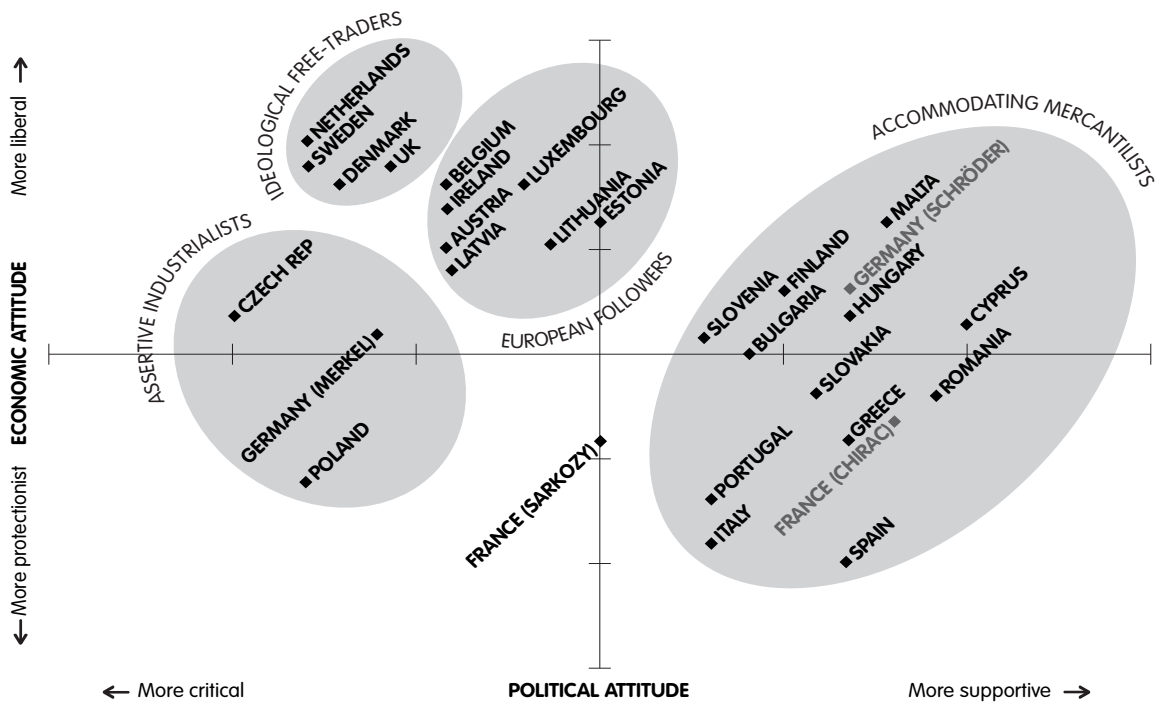 IDEOLOGICAL FREE-TRADERS
NETHERLANDS
SWEDEN
DENMARK
UK
BELGIUM
IRELAND
AUSTRIA
LATVIA
LUXEMBOURG
LITHUANIA
ESTONIA
EUROPEAN FOLLOWERS
ACCOMMODATING MERCANTILISTS
MALTA
GERMANY (SCHRÖDER)
FINLAND
SLOVENIA
HUNGARY
BULGARIA
CYPRUS
SLOVAKIA
ROMANIA
GREECE
FRANCE (CHIRAC)
PORTUGAL
ITALY
SPAIN
ASSERTIVE INDUSTRIALISTS
CZECH REP
GERMANY (MERKEL)
POLAND
FRANCE (SARKOZY)
More liberal
ECONOMIC ATTITUDE
More protectionist
More critical
POLITICAL ATTITUDE
More supportive